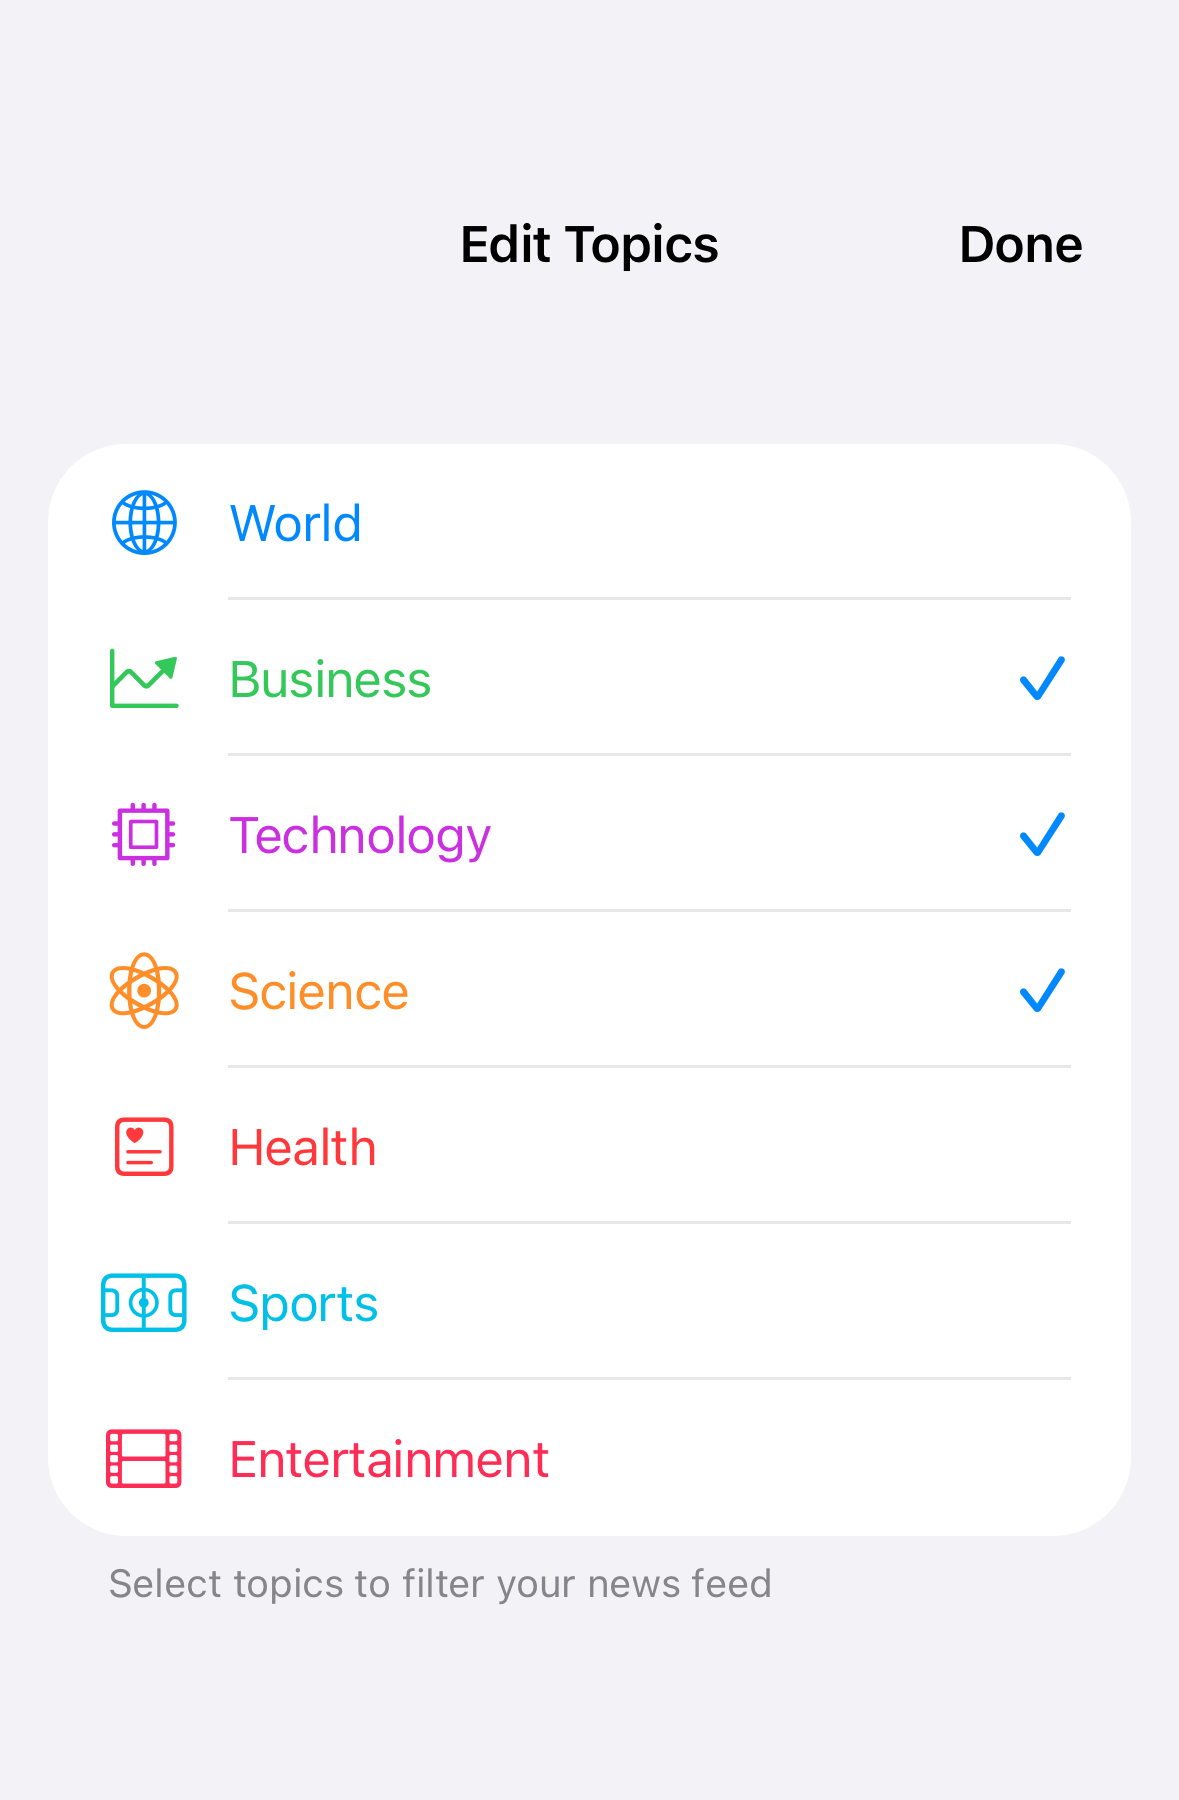 Edit Topics
Done
World
Business
Technology
Science
Health
Sports
Entertainment
Select topics to filter your news feed